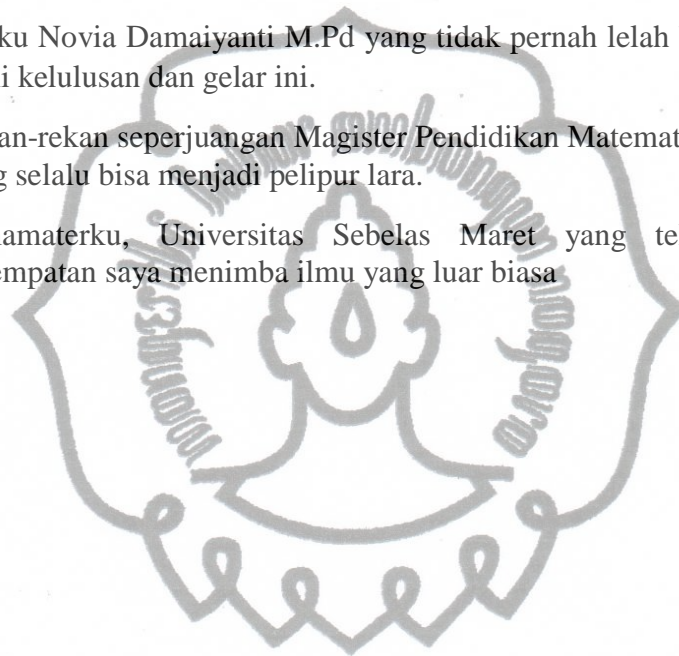 ku Novia Damaiyanti M.Pd yang tidak pernah lelah
i kelulusan dan gelar ini.
an-rekan seperjuangan Magister Pendidikan Matemat
g selalu bisa menjadi pelipur lara.
amaterku, Universitas Sebelas Maret yang te
empatan saya menimba ilmu yang luar biasa